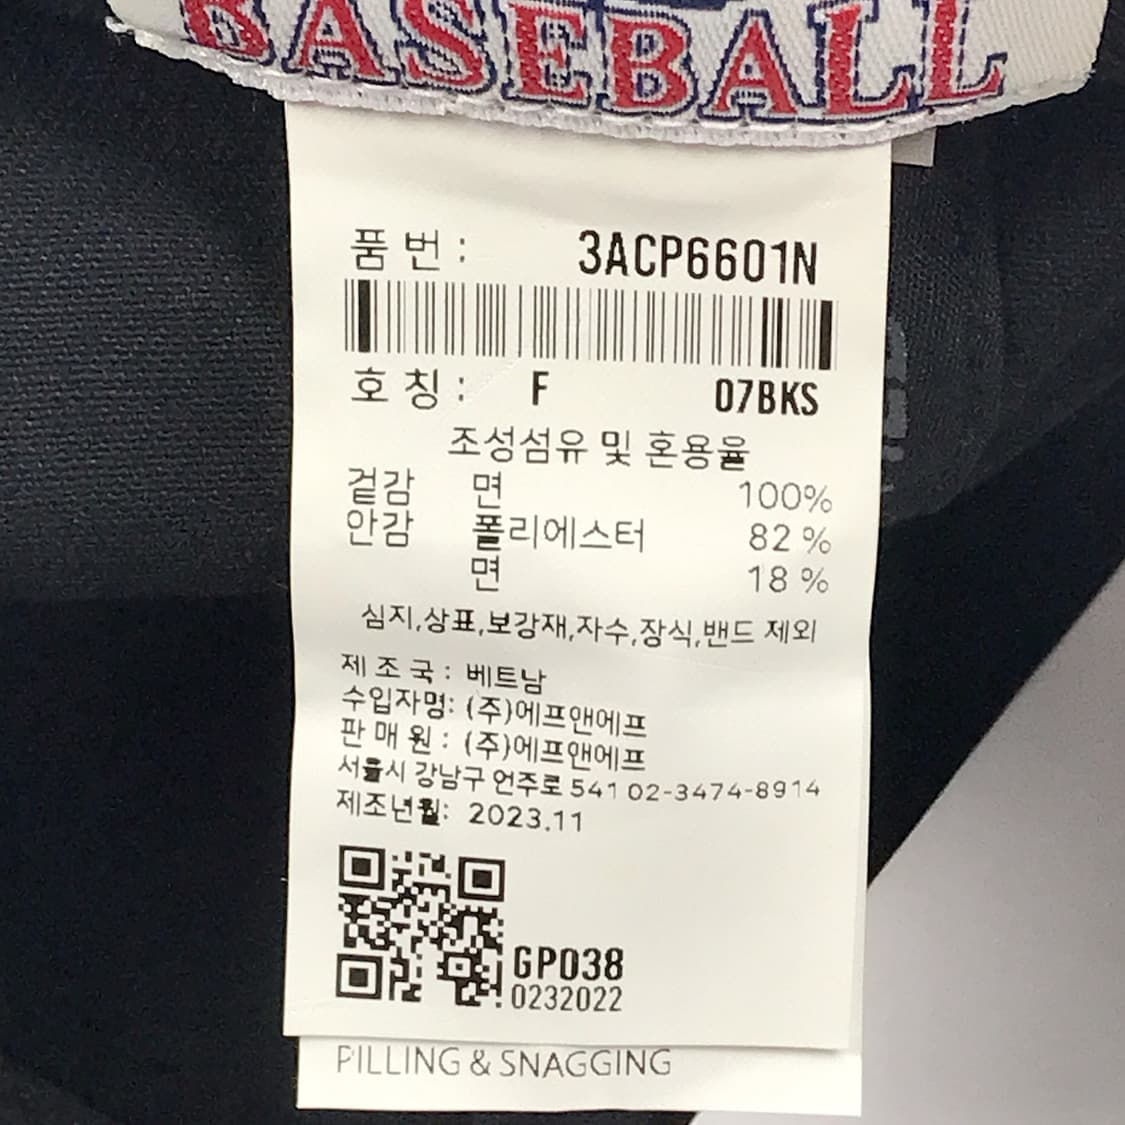 BASEBALL
품 번 : 3ACP6601N
호 칭 : F 07BKS
조성섬유 및 혼용율
겉감 면 100%
안감 폴리에스터 82 %
면 18 %
심지,상표,보강재,자수,장식,밴드 제외
제 조 국 : 베트남
수입자명: (주)에프앤에프
판 매 원 : (주)에프앤에프
서울시 강남구 언주로 541 02-3474-8914
제조년월: 2023.11
GP038
0232022
PILLING & SNAGGING